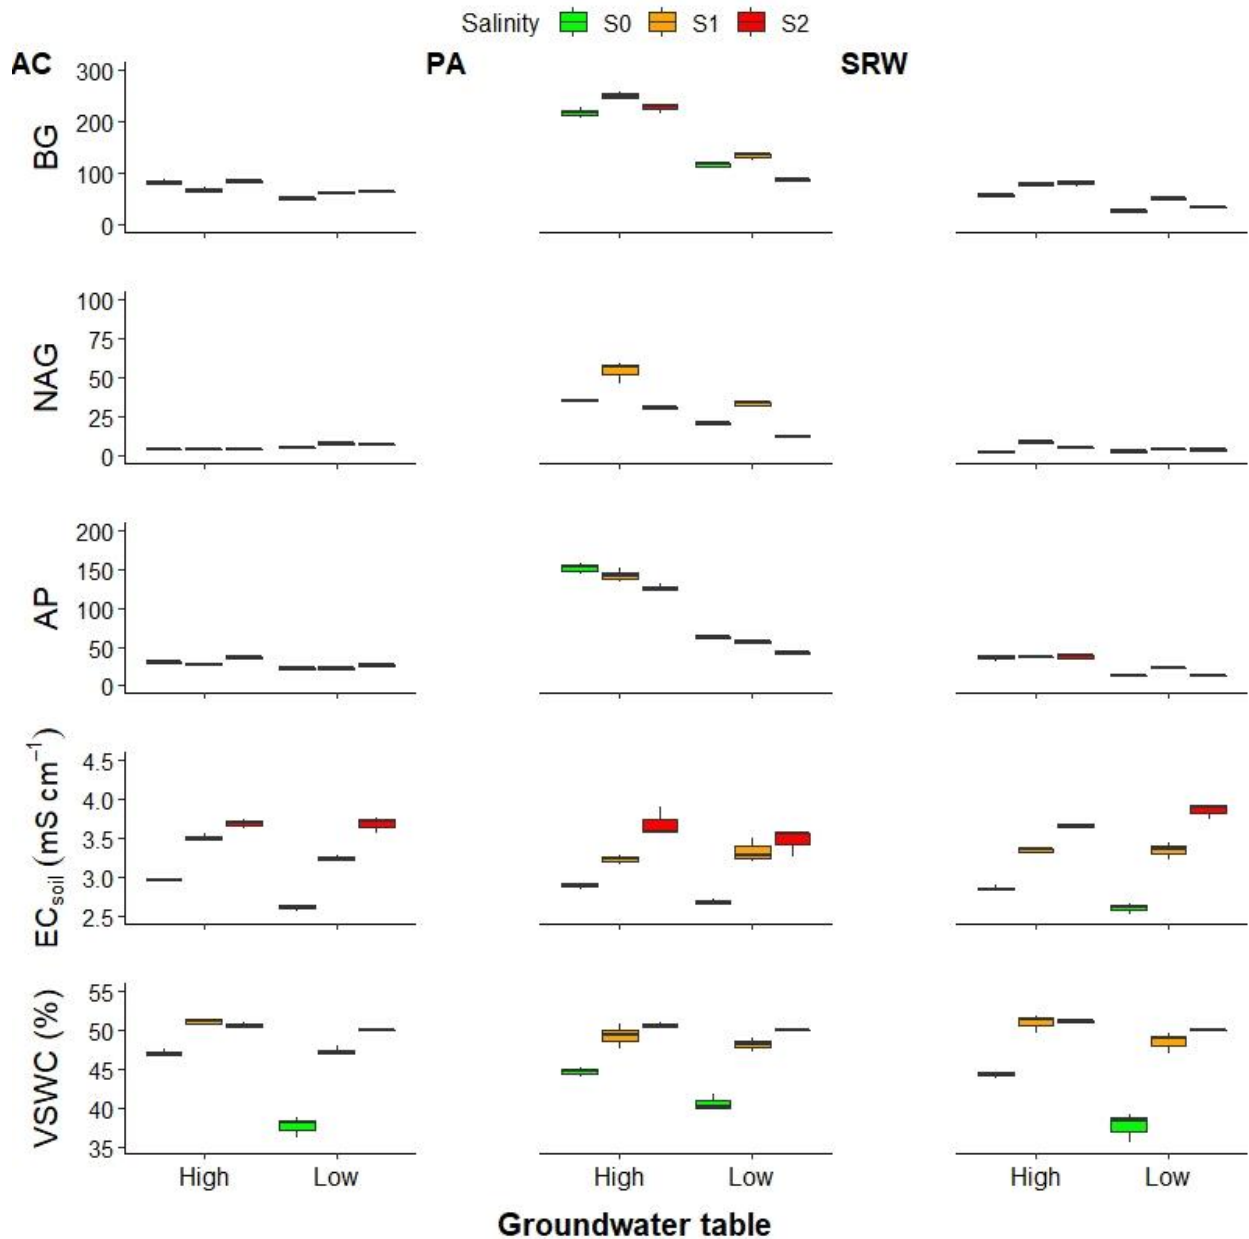 Salinity S0 S1 S2
AC PA SRW
BG
300
200
100
0
NAG
100
75
50
25
0
AP
200
150
100
50
0
ECsoil (mS cm⁻¹)
4.5
4.0
3.5
3.0
2.5
VSWC (%)
55
50
45
40
35
High Low High Low High Low
Groundwater table